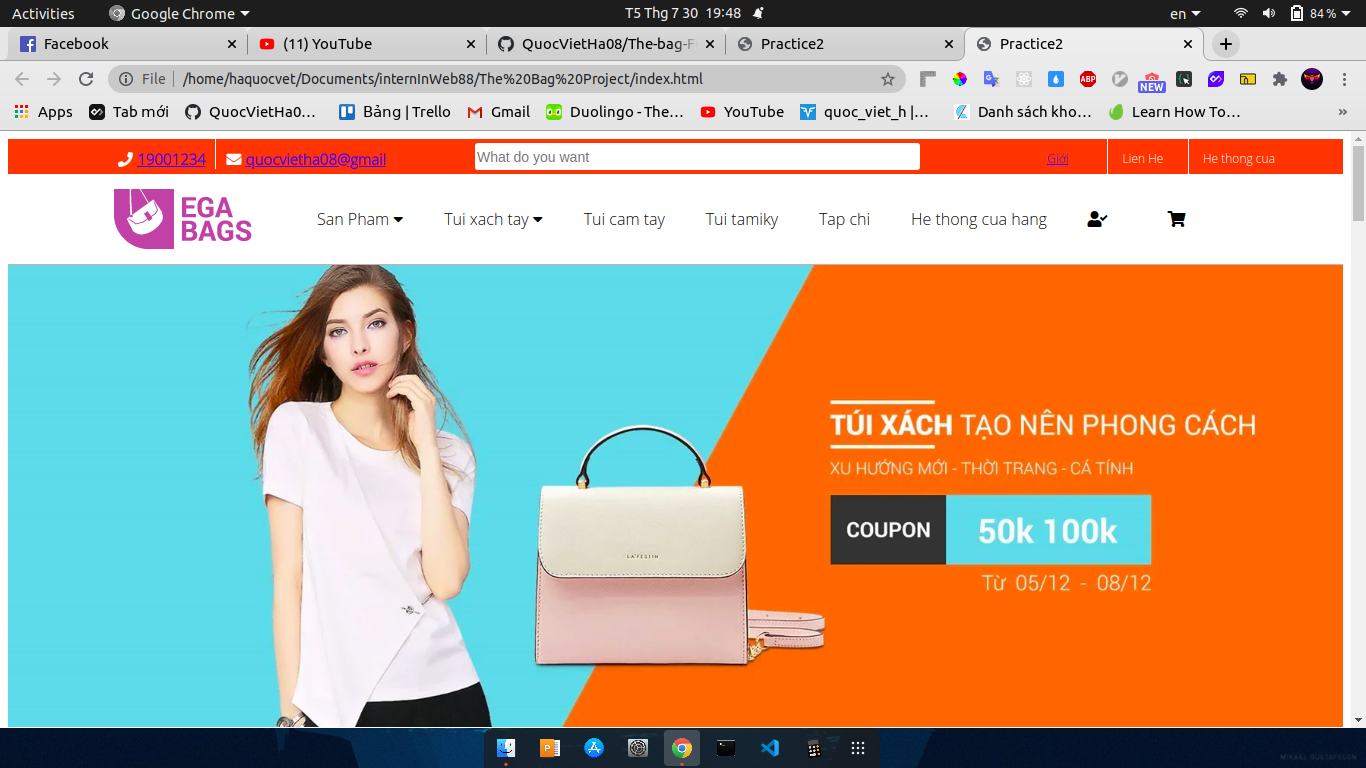 Activities Google Chrome T5 Thg 7 30 19:48 en 84%
Facebook (11) YouTube QuocVietHa08/The-bag-F Practice2 Practice2
File /home/haquocvet/Documents/internInWeb88/The%20Bag%20Project/index.html ABP NEW
Apps Tab mới QuocVietHa0… Bảng | Trello Gmail Duolingo - The… YouTube quoc_viet_h |… Danh sách kho… Learn How To… »
19001234 quocvietha08@gmail What do you want Giới Lien He He thong cua
EGA
BAGS
San Pham Tui xach tay Tui cam tay Tui tamiky Tap chi He thong cua hang
TÚI XÁCH TẠO NÊN PHONG CÁCH
XU HƯỚNG MỚI - THỜI TRANG - CÁ TÍNH
COUPON 50k 100k
Từ 05/12 - 08/12
LA'FESTIN
MIKAEL GUSTAFSSON